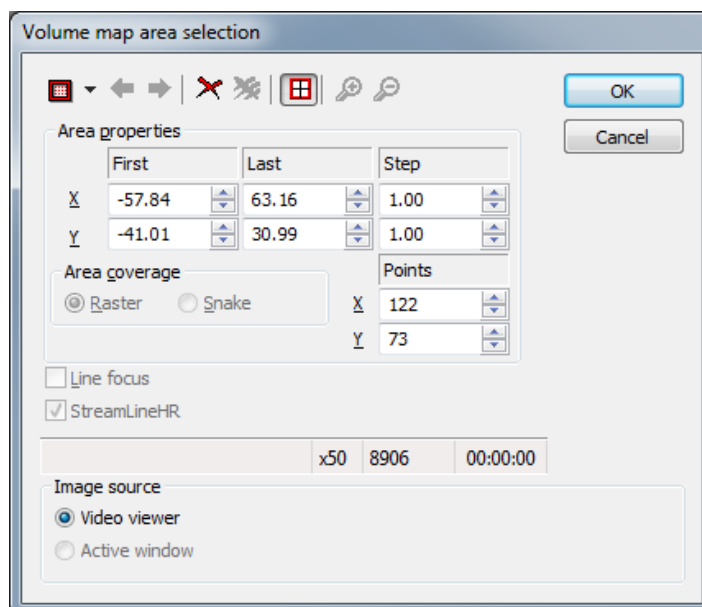 Volume map area selection
OK
Cancel
Area properties
First Last Step
X -57.84 63.16 1.00
Y -41.01 30.99 1.00
Area coverage
Raster Snake
Points
X 122
Y 73
Line focus
StreamLineHR
x50 8906 00:00:00
Image source
Video viewer
Active window